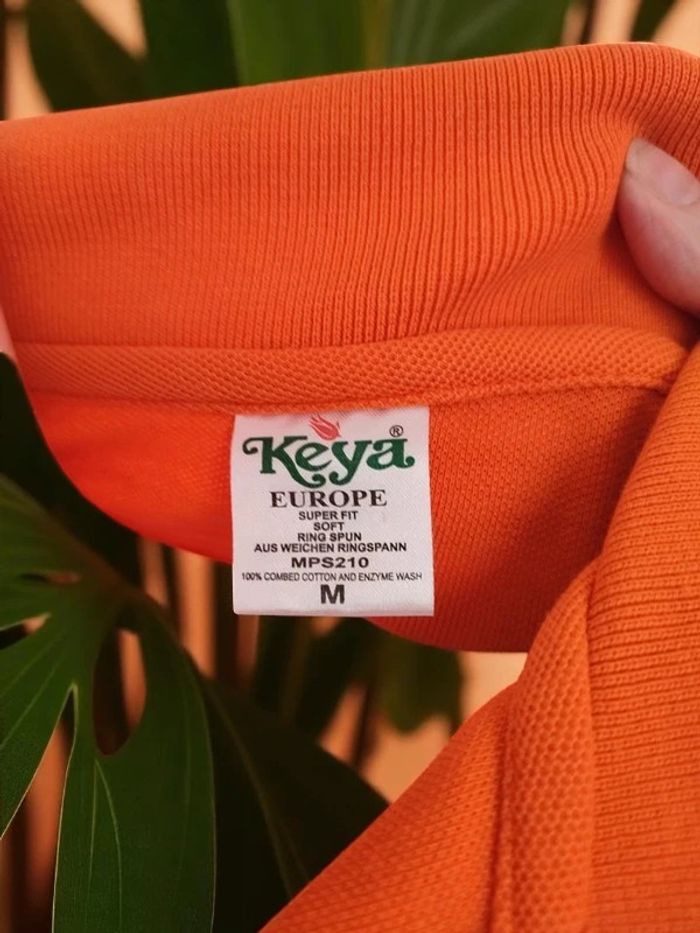 Keya®
EUROPE
SUPER FIT
SOFT
RING SPUN
AUS WEICHEN RINGSPANN
MPS210
100% COMBED COTTON AND ENZYME WASH
M